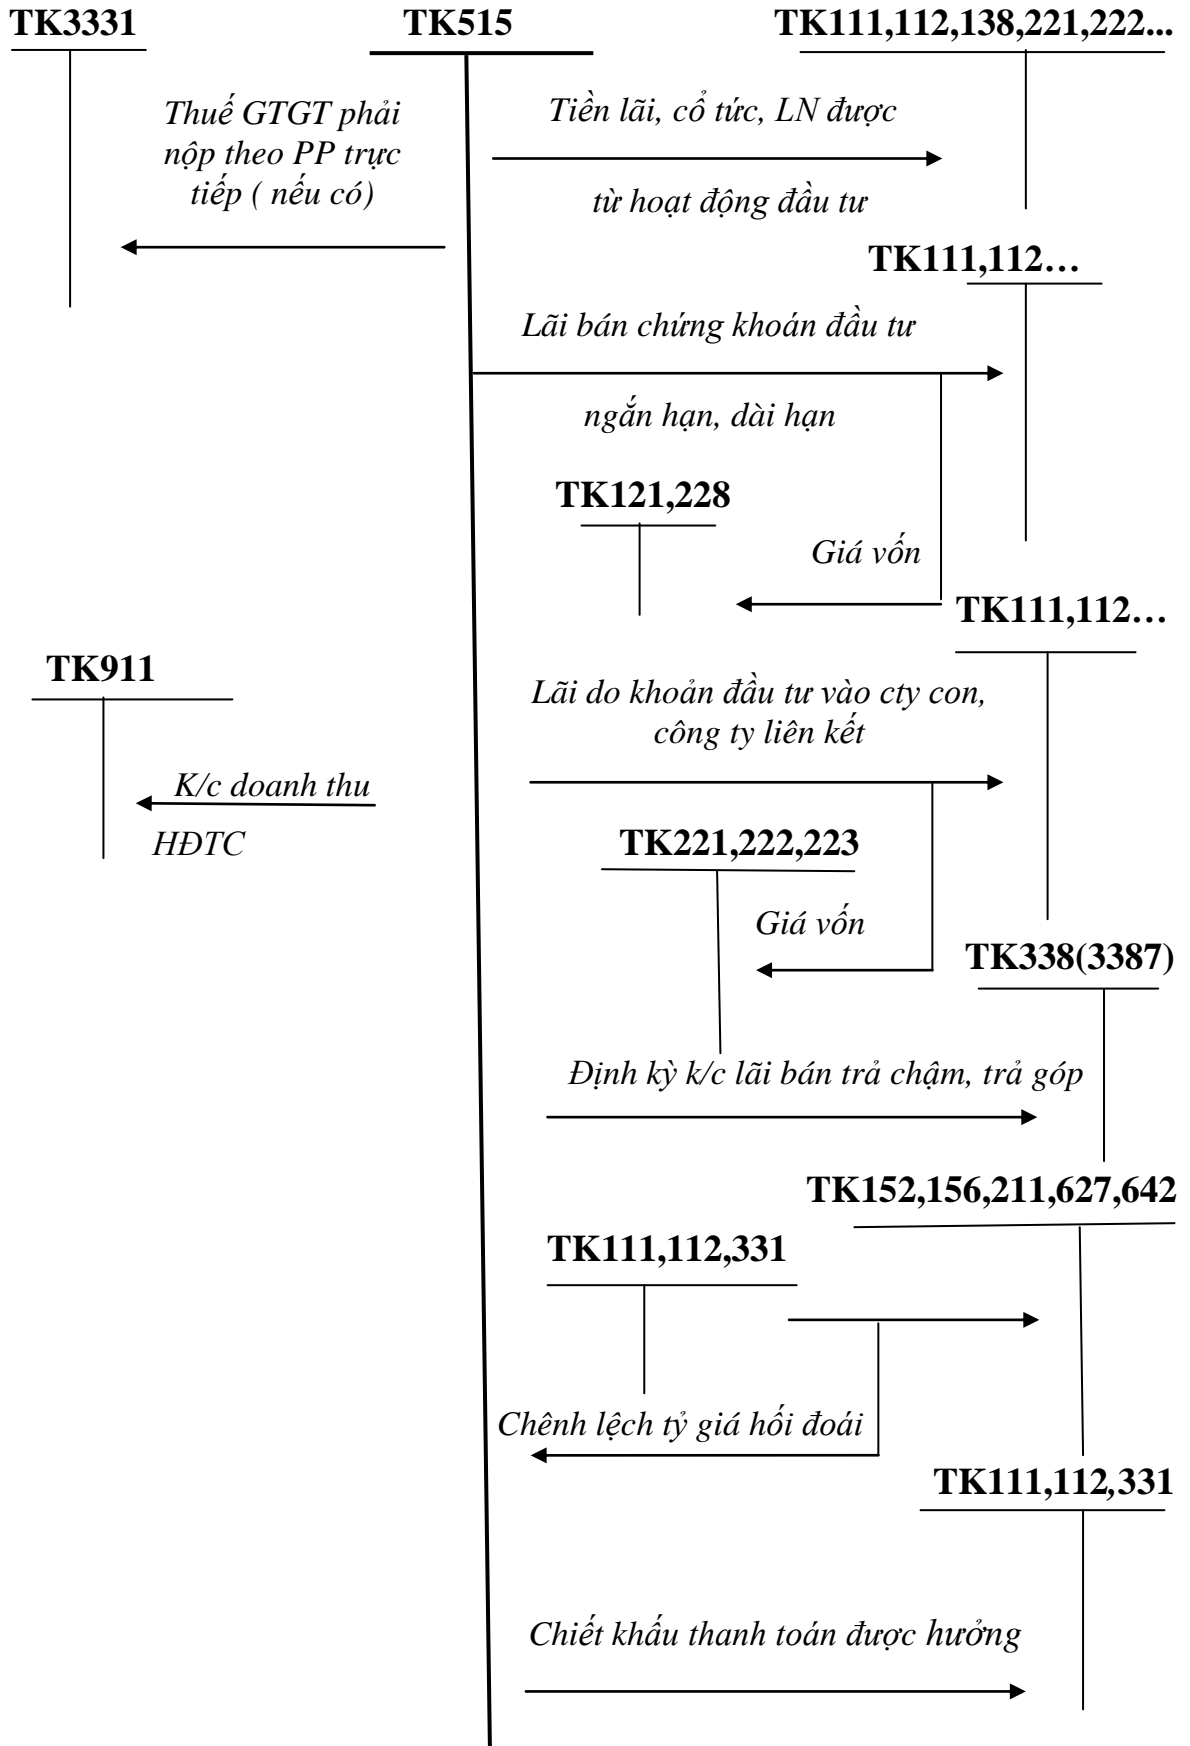 TK3331
TK515
TK111,112,138,221,222...
Thuế GTGT phải
nộp theo PP trực
tiếp ( nếu có)
Tiền lãi, cổ tức, LN được
từ hoạt động đầu tư
TK111,112…
Lãi bán chứng khoán đầu tư
ngắn hạn, dài hạn
TK121,228
Giá vốn
TK111,112…
TK911
Lãi do khoản đầu tư vào cty con,
công ty liên kết
K/c doanh thu
HĐTC
TK221,222,223
Giá vốn
TK338(3387)
Định kỳ k/c lãi bán trả chậm, trả góp
TK152,156,211,627,642
TK111,112,331
Chênh lệch tỷ giá hối đoái
TK111,112,331
Chiết khấu thanh toán được hưởng